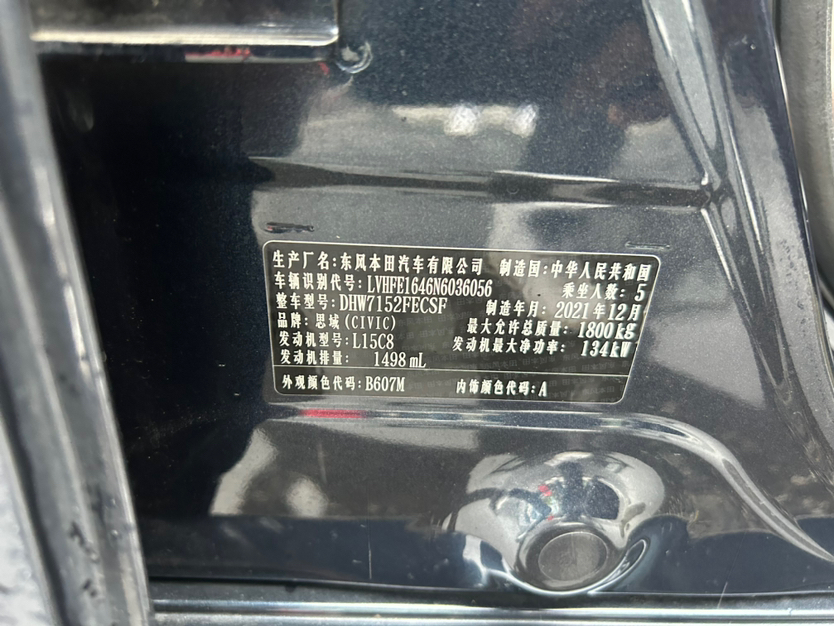 生产厂名:东风本田汽车有限公司 制造国:中华人民共和国
车辆识别代号:LVHFE1646N6036056 乘坐人数:5
整车型号:DHW7152FECSF 制造年月:2021年12月
品牌:思域(CIVIC) 最大允许总质量:1800kg
发动机型号:L15C8 发动机最大净功率:134kW
发动机排量: 1498mL
外观颜色代码:B607M 内饰颜色代码:A